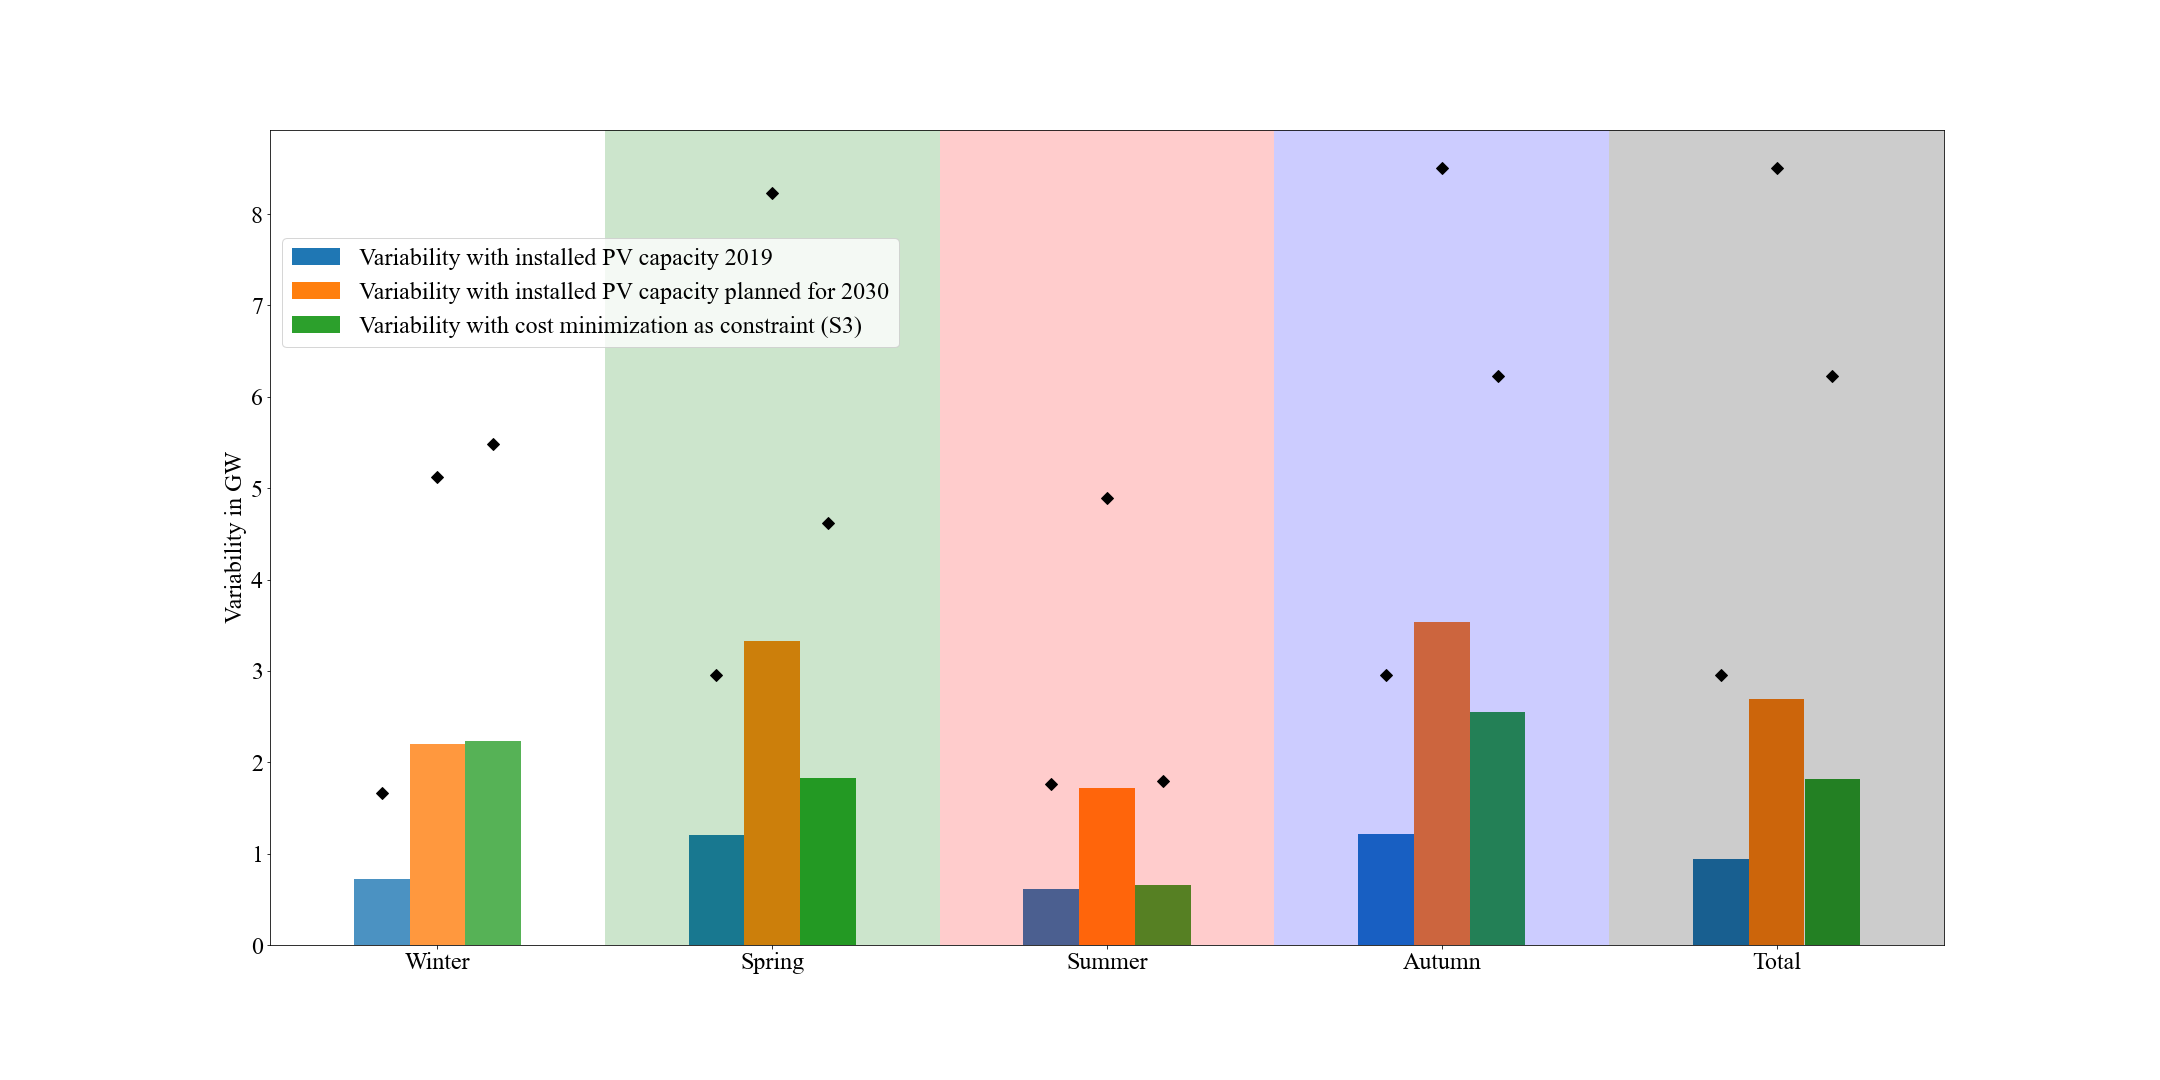 8
7
6
5
4
3
2
1
0
Variability in GW
Variability with installed PV capacity 2019
Variability with installed PV capacity planned for 2030
Variability with cost minimization as constraint (S3)
Winter
Spring
Summer
Autumn
Total